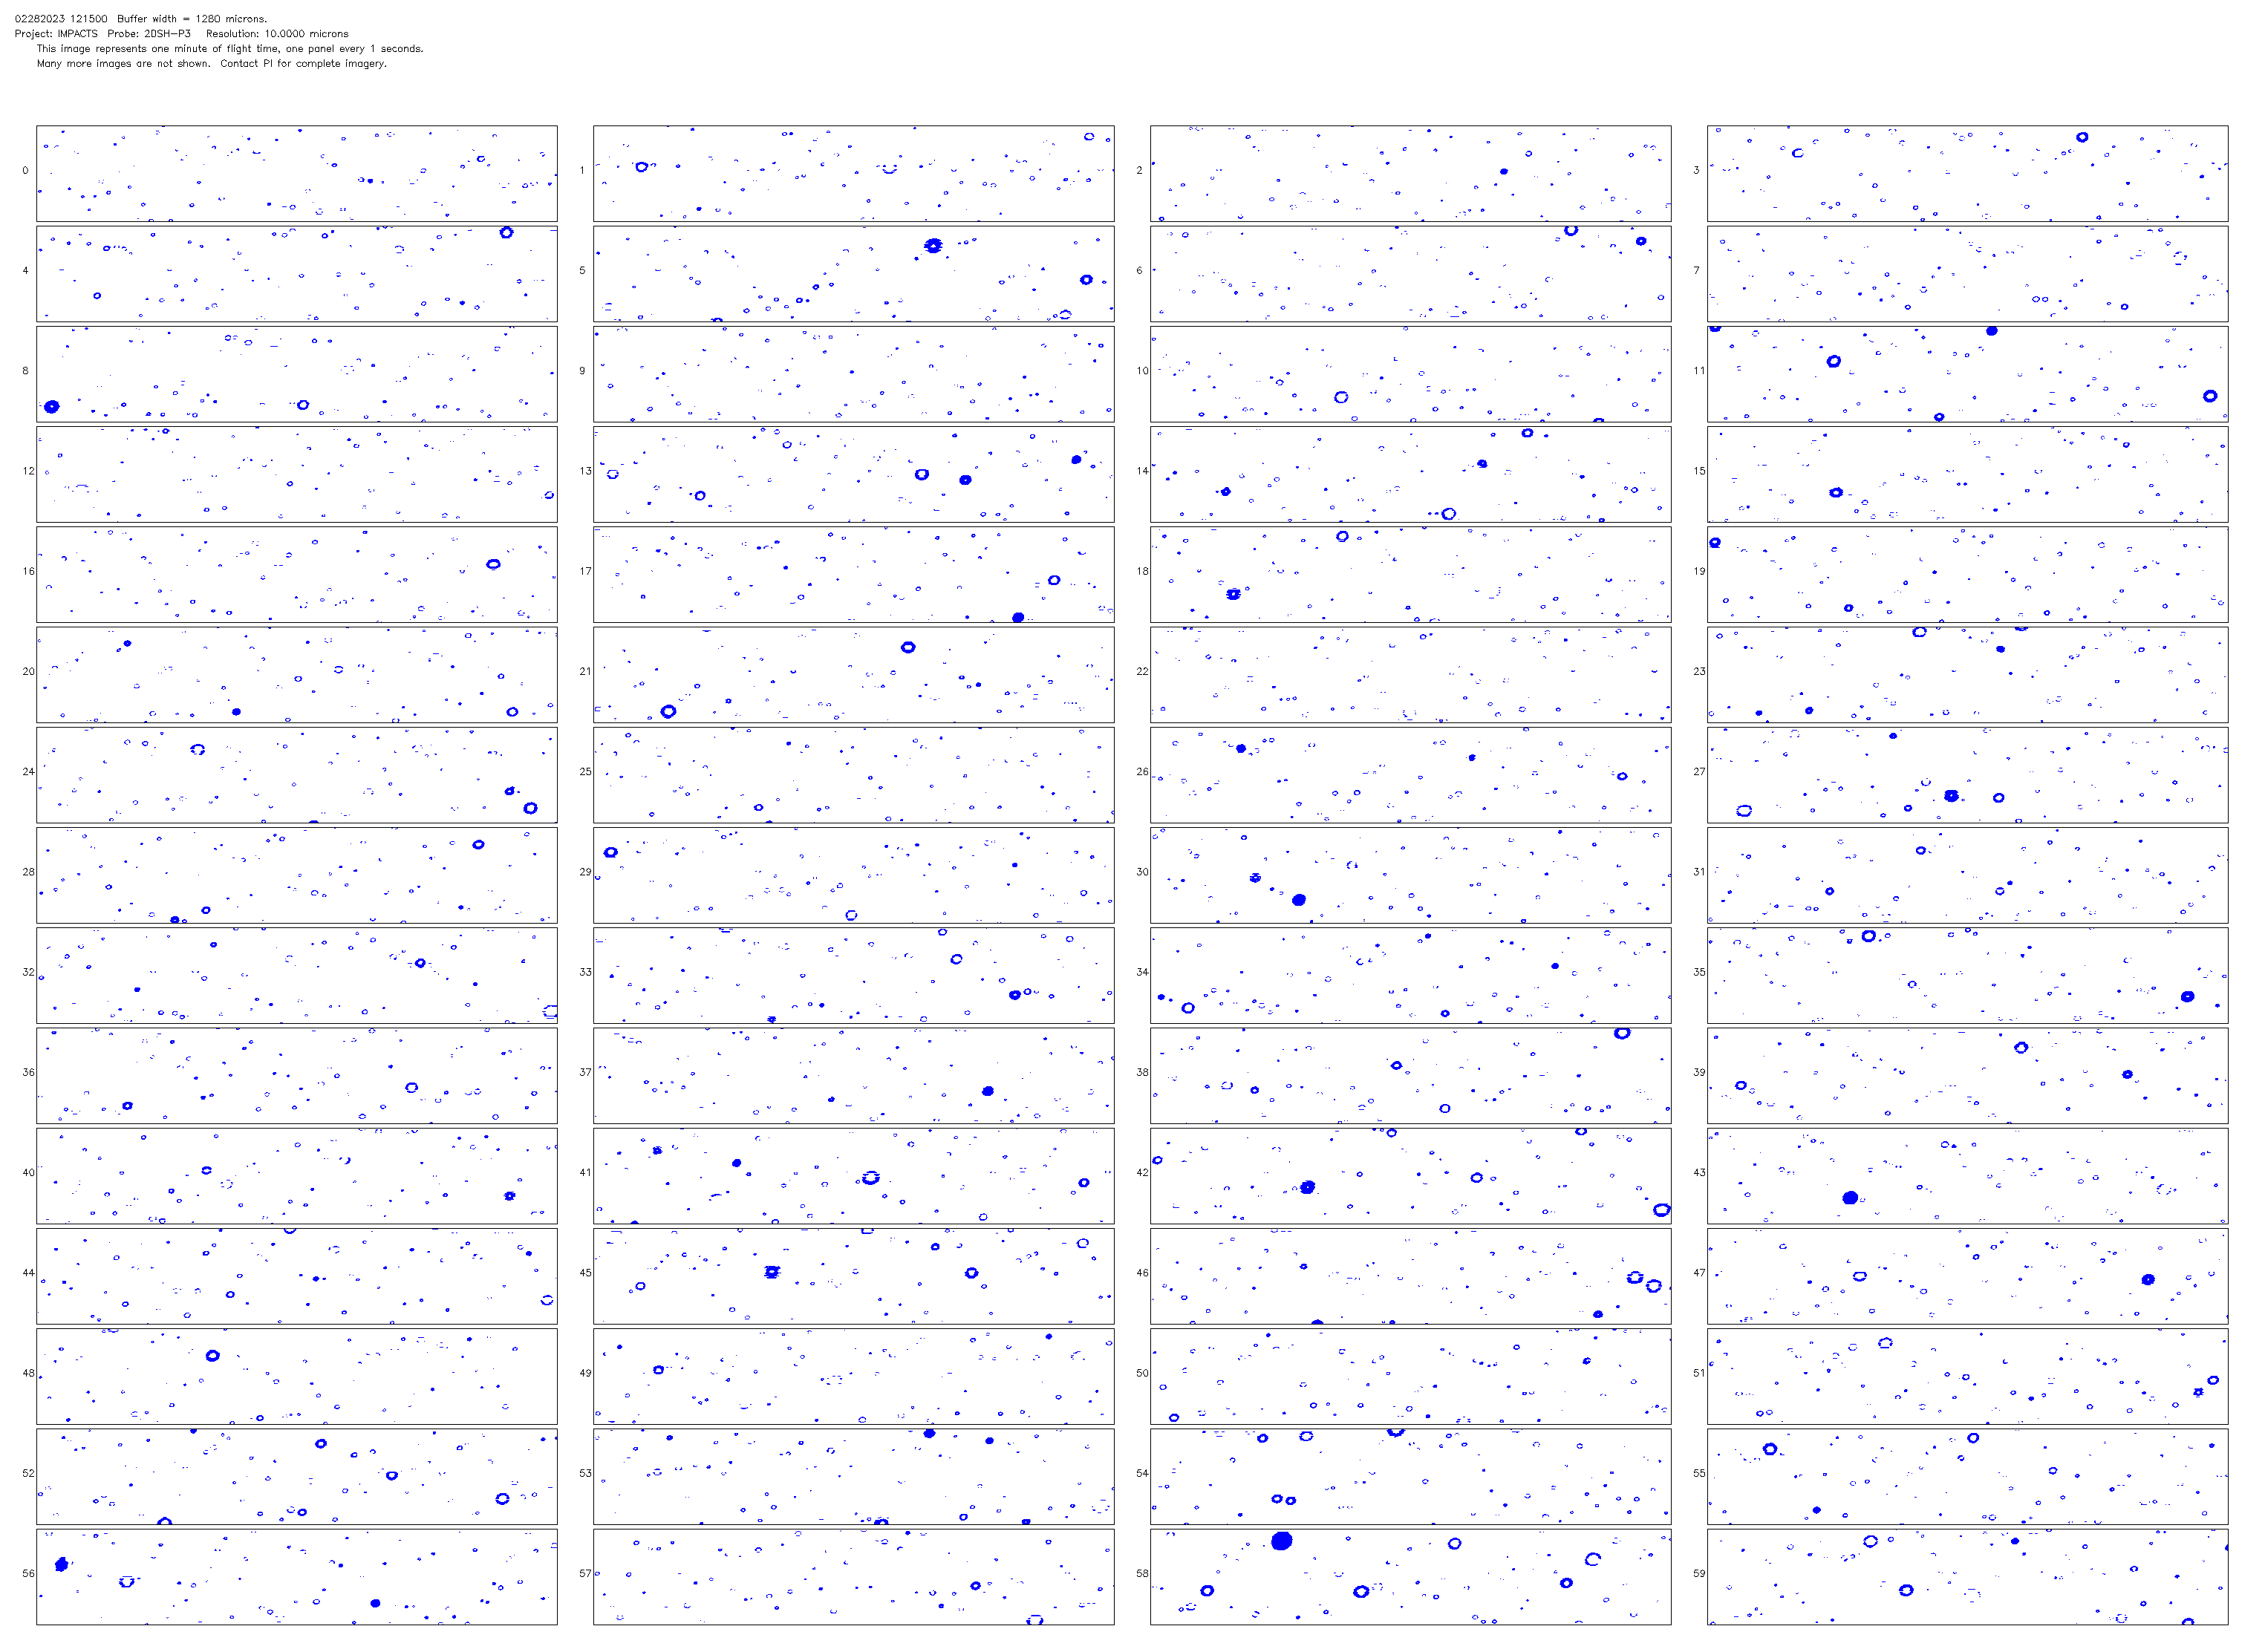 02282023 121500  Buffer width = 1280 microns.
Project: IMPACTS  Probe: 2DSH-P3  Resolution: 10.0000 microns
This image represents one minute of flight time, one panel every 1 seconds.
Many more images are not shown.  Contact PI for complete imagery.
0 1 2 3
4 5 6 7
8 9 10 11
12 13 14 15
16 17 18 19
20 21 22 23
24 25 26 27
28 29 30 31
32 33 34 35
36 37 38 39
40 41 42 43
44 45 46 47
48 49 50 51
52 53 54 55
56 57 58 59